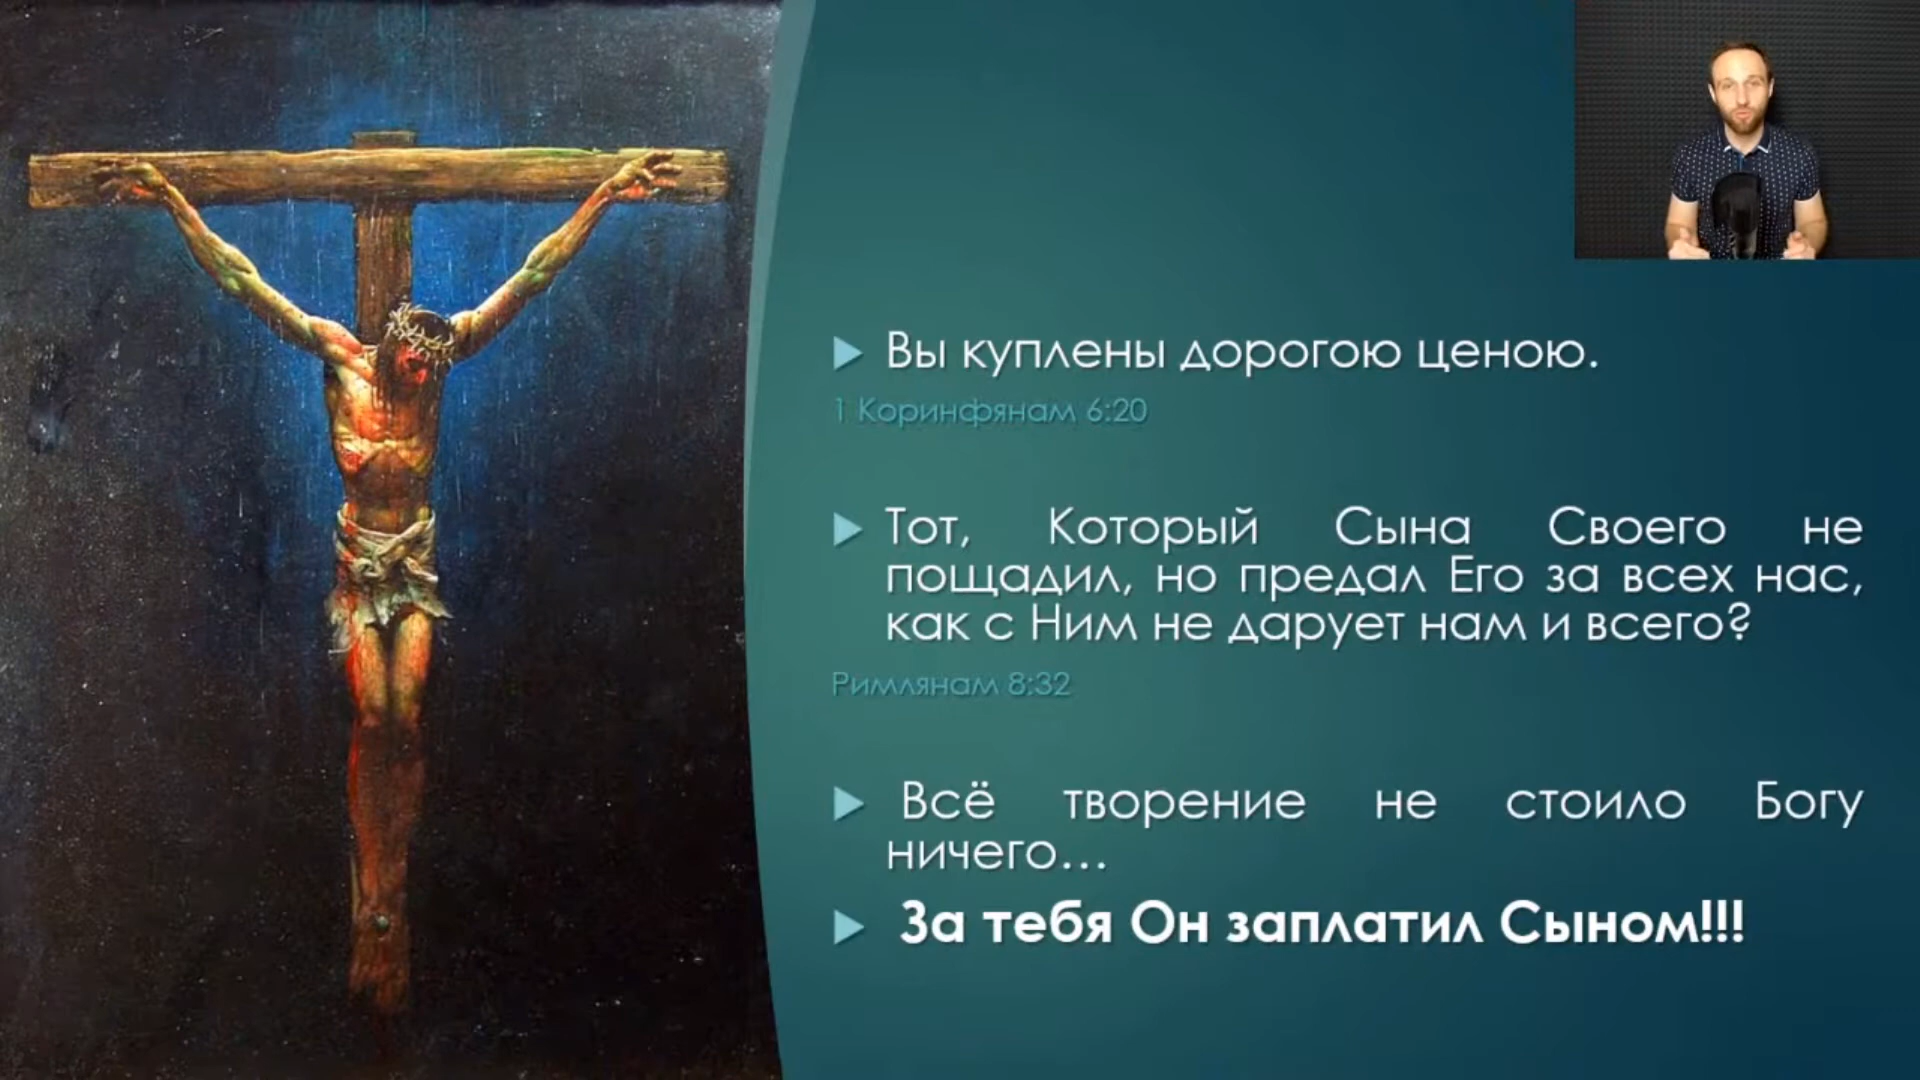 Вы куплены дорогою ценою.
1 Коринфянам 6:20
Тот, Который Сына Своего не
пощадил, но предал Его за всех нас,
как с Ним не дарует нам и всего?
Римлянам 8:32
Всё творение не стоило Богу
ничего...
За тебя Он заплатил Сыном!!!